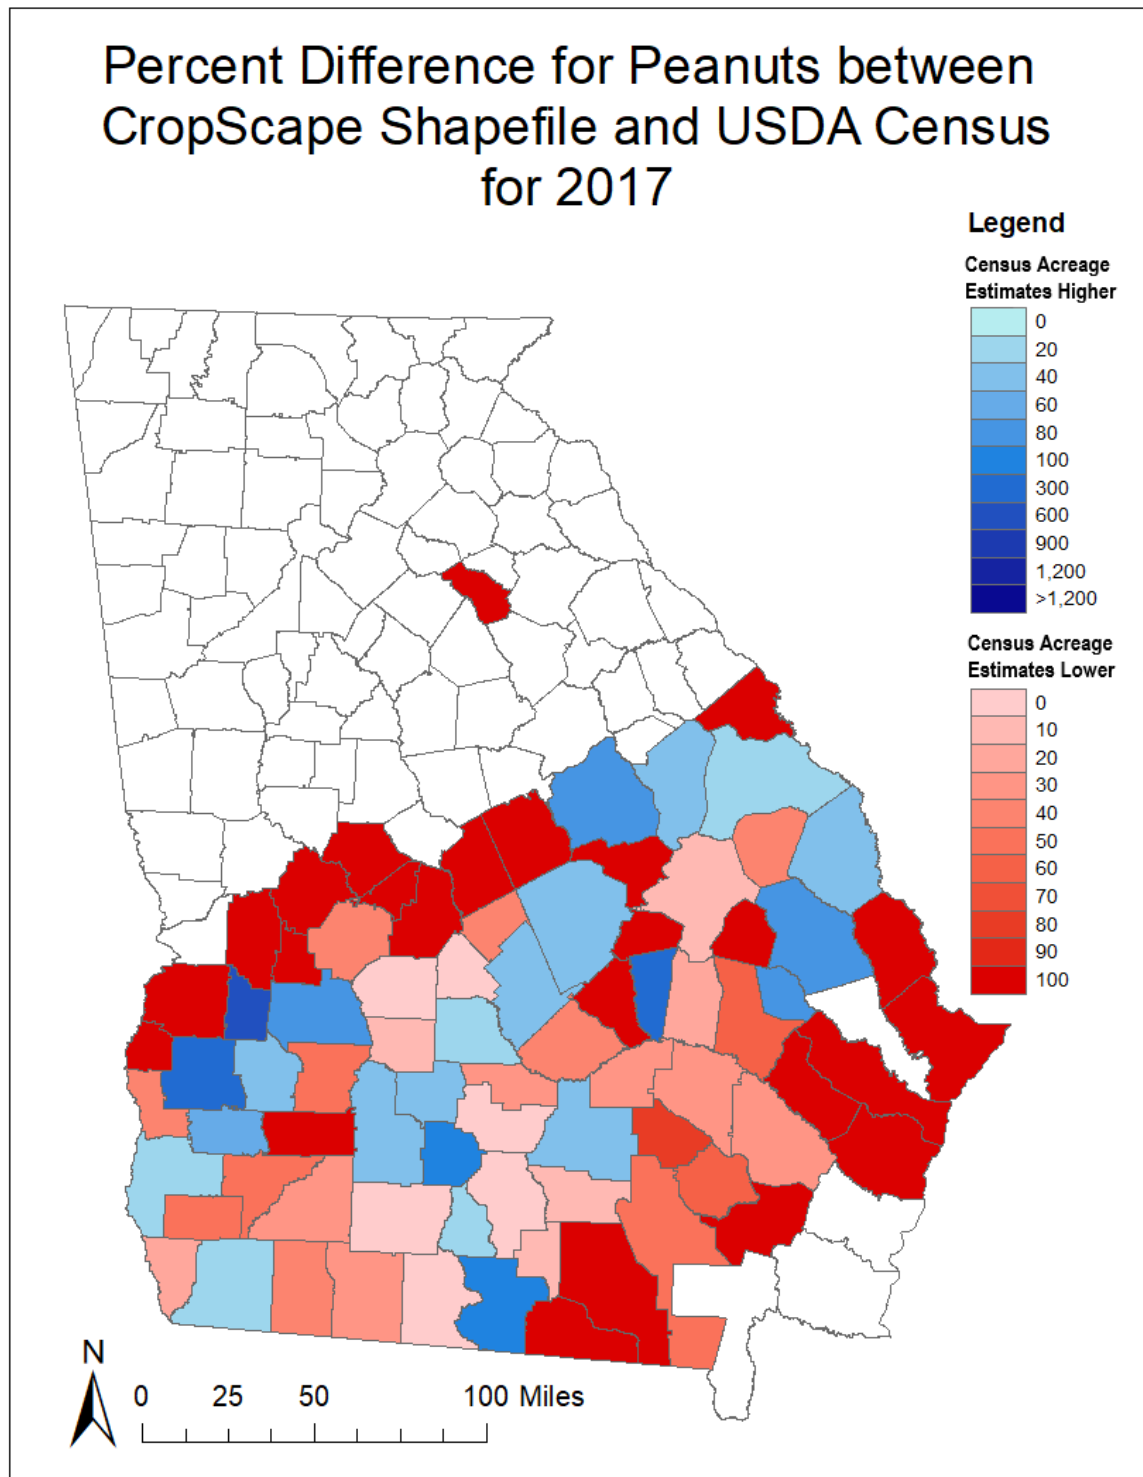 Percent Difference for Peanuts between
CropScape Shapefile and USDA Census
for 2017
Legend
Census Acreage
Estimates Higher
0
20
40
60
80
100
300
600
900
1,200
>1,200
Census Acreage
Estimates Lower
0
10
20
30
40
50
60
70
80
90
100
N
0 25 50 100 Miles